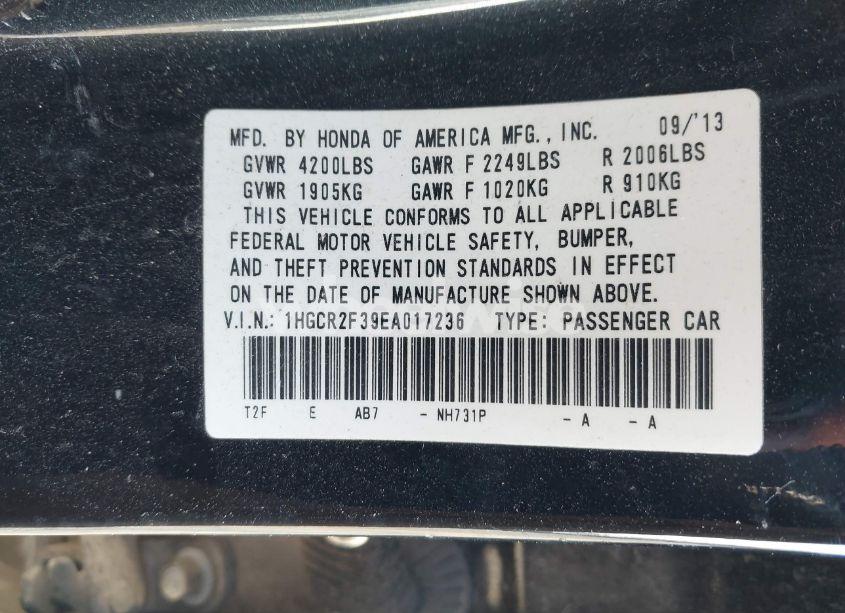 MFD. BY HONDA OF AMERICA MFG., INC. 09/'13
GVWR 4200LBS GAWR F 2249LBS R 2006LBS
GVWR 1905KG GAWR F 1020KG R 910KG
THIS VEHICLE CONFORMS TO ALL APPLICABLE
FEDERAL MOTOR VEHICLE SAFETY, BUMPER,
AND THEFT PREVENTION STANDARDS IN EFFECT
ON THE DATE OF MANUFACTURE SHOWN ABOVE.
V.I.N.: 1HGCR2F39EA017236 TYPE: PASSENGER CAR
T2F E AB7 - NH731P - A - A